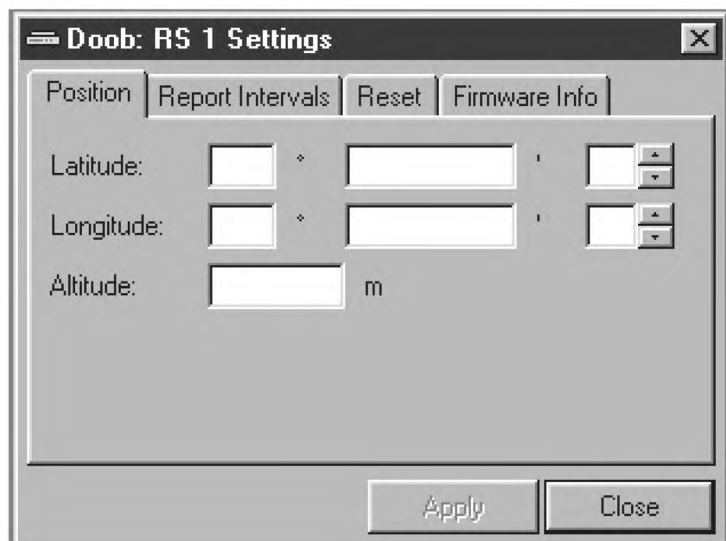 Doob: RS 1 Settings
Position Report Intervals Reset Firmware Info
Latitude: ° '
Longitude: ° '
Altitude: m
Apply Close